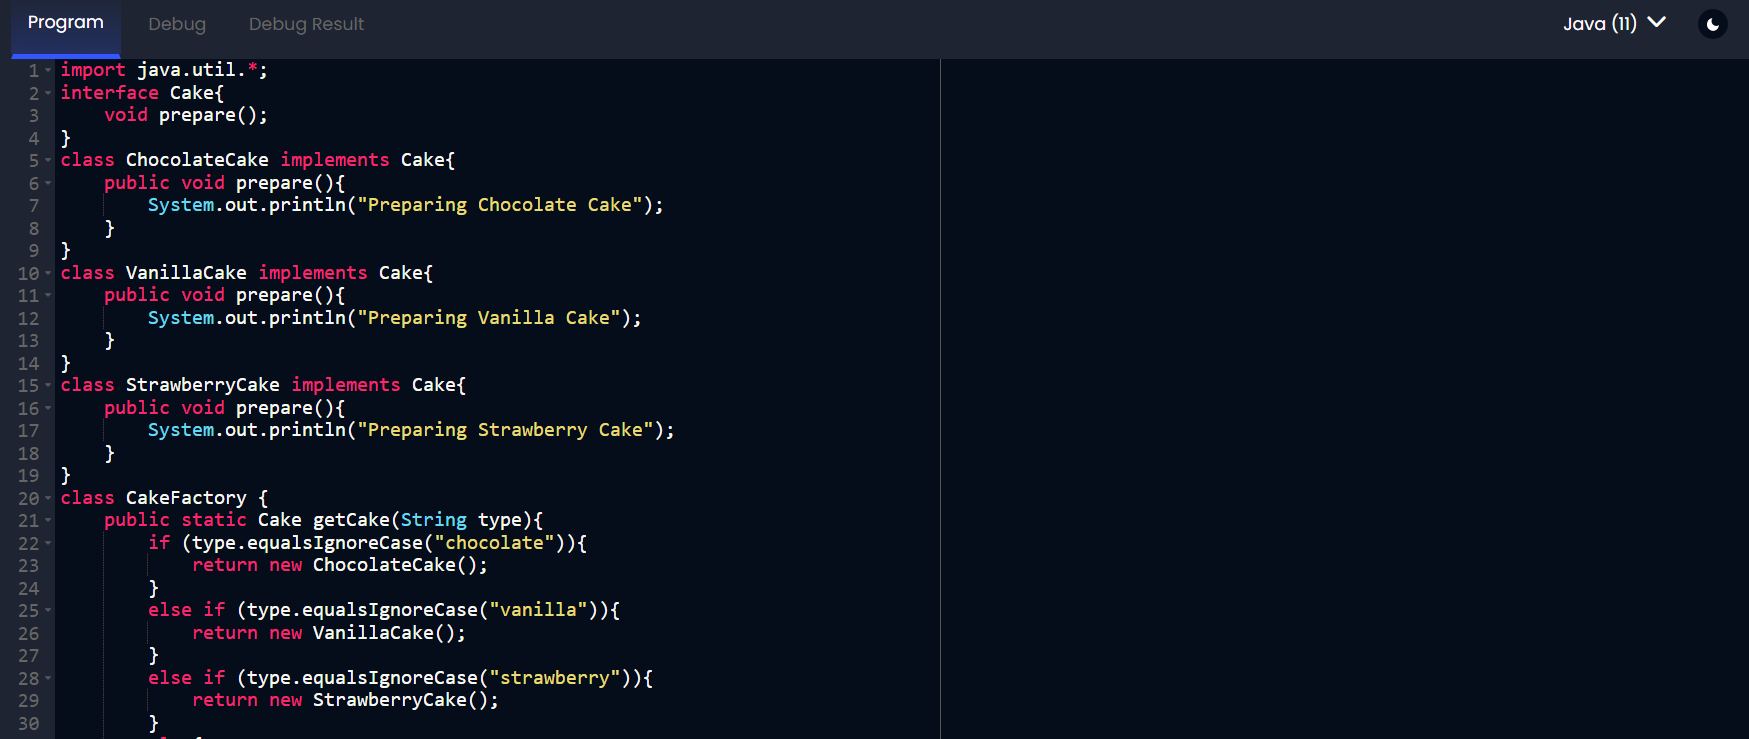 Program Debug Debug Result Java (11)
1 import java.util.*;
2 interface Cake{
3     void prepare();
4 }
5 class ChocolateCake implements Cake{
6     public void prepare(){
7         System.out.println("Preparing Chocolate Cake");
8     }
9 }
10 class VanillaCake implements Cake{
11     public void prepare(){
12         System.out.println("Preparing Vanilla Cake");
13     }
14 }
15 class StrawberryCake implements Cake{
16     public void prepare(){
17         System.out.println("Preparing Strawberry Cake");
18     }
19 }
20 class CakeFactory {
21     public static Cake getCake(String type){
22         if (type.equalsIgnoreCase("chocolate")){
23             return new ChocolateCake();
24         }
25         else if (type.equalsIgnoreCase("vanilla")){
26             return new VanillaCake();
27         }
28         else if (type.equalsIgnoreCase("strawberry")){
29             return new StrawberryCake();
30         }